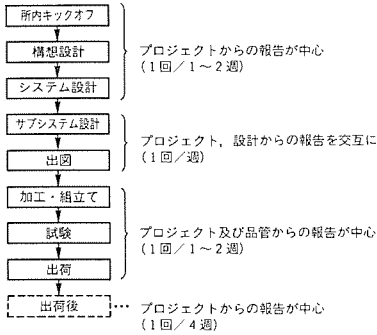 所内キックオフ
構想設計
プロジェクトからの報告が中心
(1回／1〜2週)
システム設計
サブシステム設計
プロジェクト，設計からの報告を交互に
(1回／週)
出図
加工・組立て
試験
プロジェクト及び品管からの報告が中心
(1回／1〜2週)
出荷
出荷後
… プロジェクトからの報告が中心
(1回／4週)